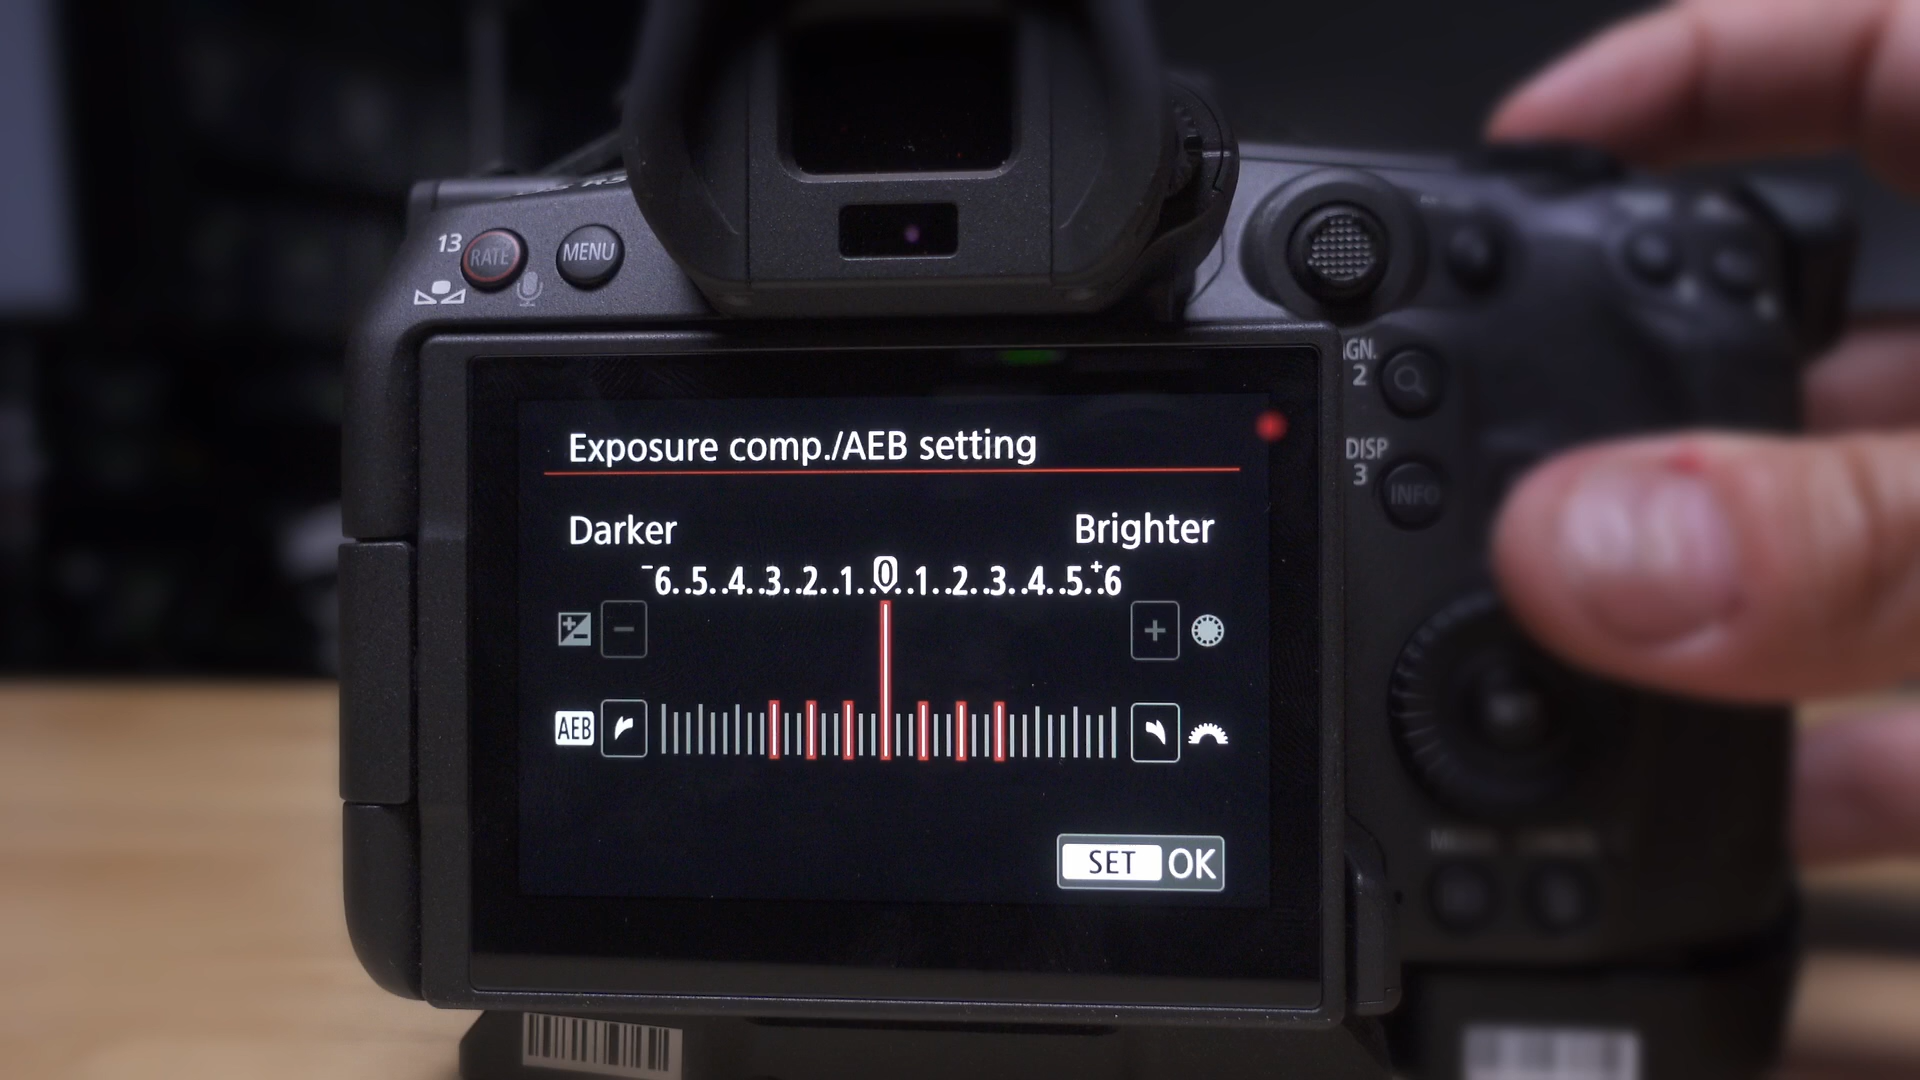 13
RATE
MENU
GN.
2
Exposure comp./AEB setting
DISP
3
INFO
Darker Brighter
-6..5..4..3..2..1..0..1..2..3..4..5..+6
AEB
SET OK